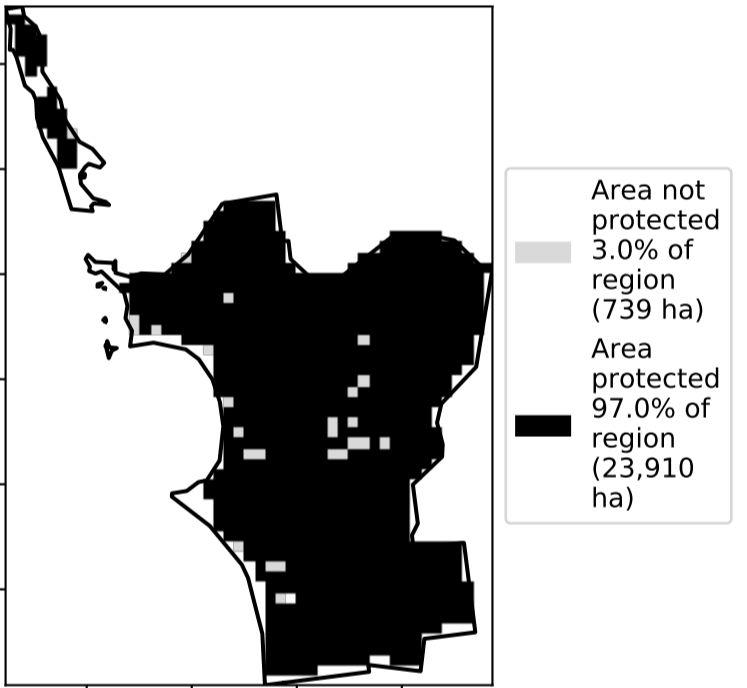 Area not
protected
3.0% of
region
(739 ha)
Area
protected
97.0% of
region
(23,910
ha)